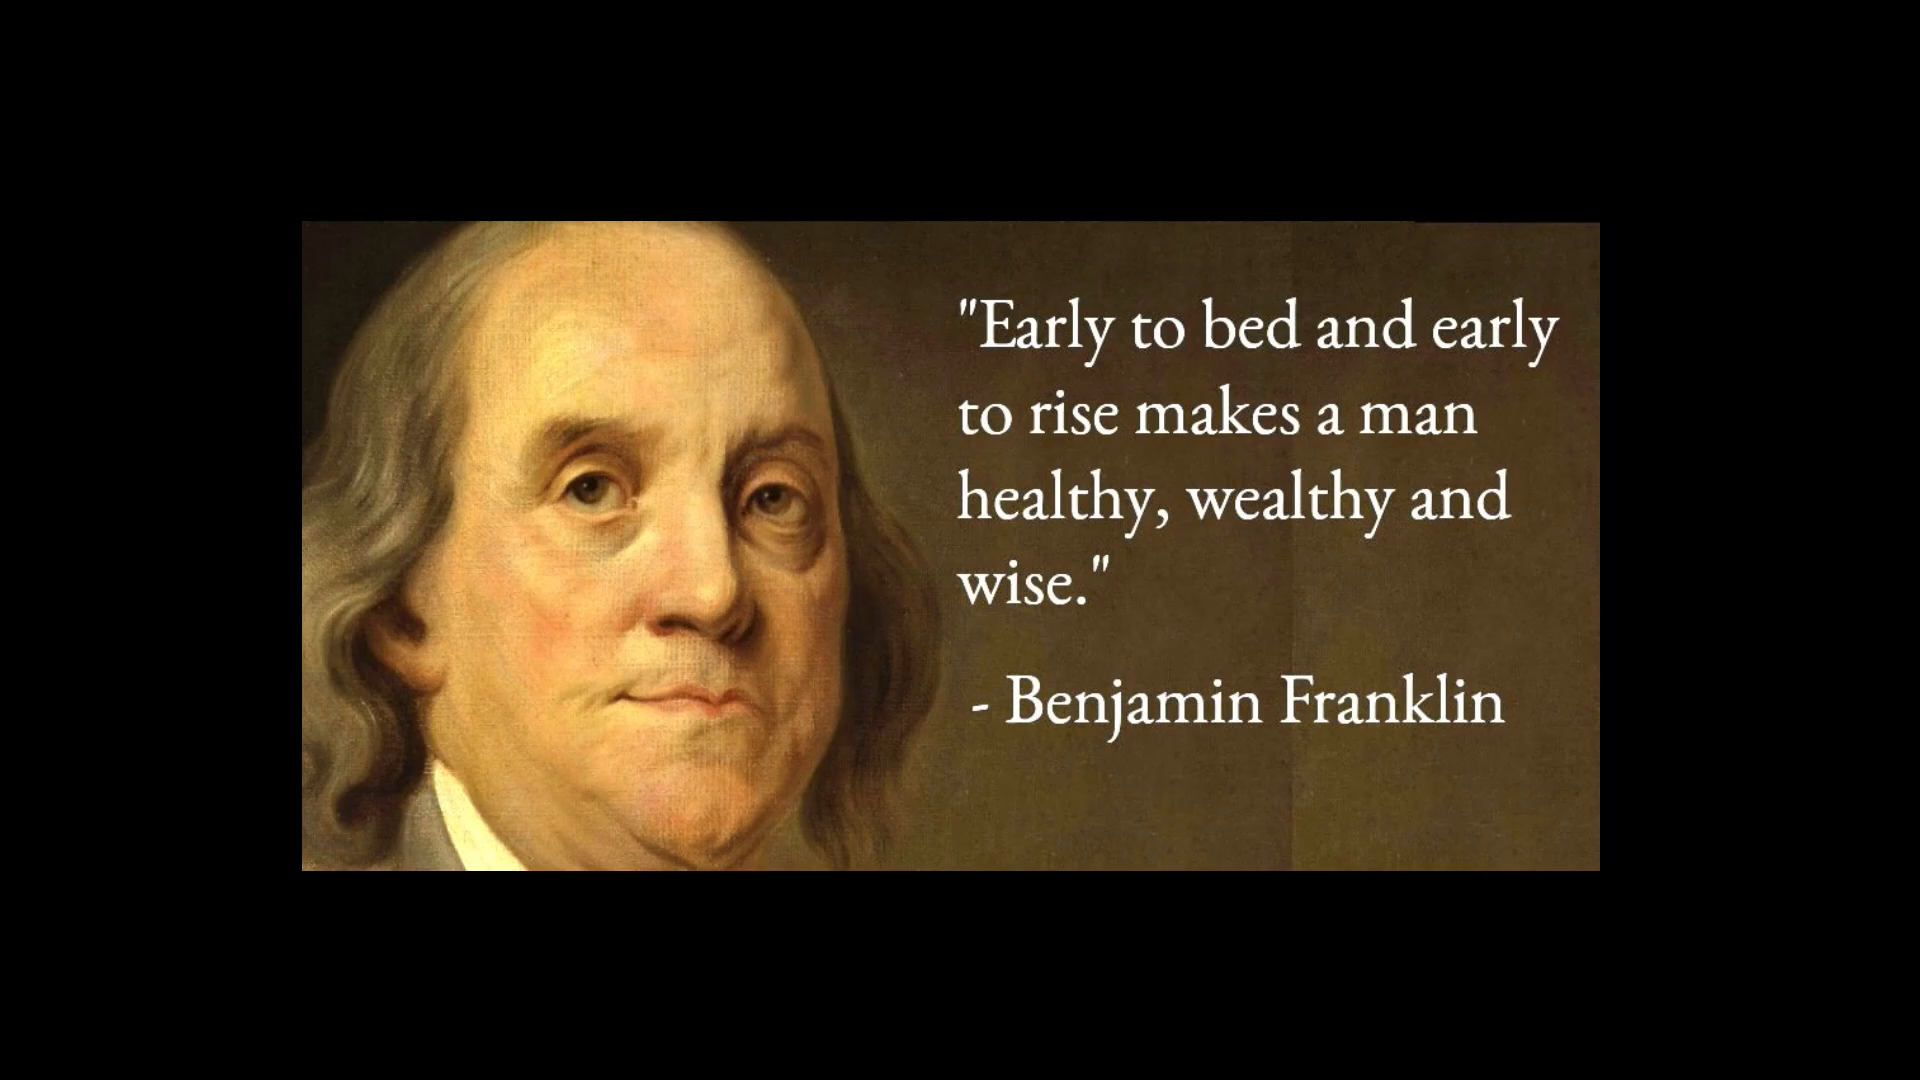 "Early to bed and early
to rise makes a man
healthy, wealthy and
wise."
- Benjamin Franklin